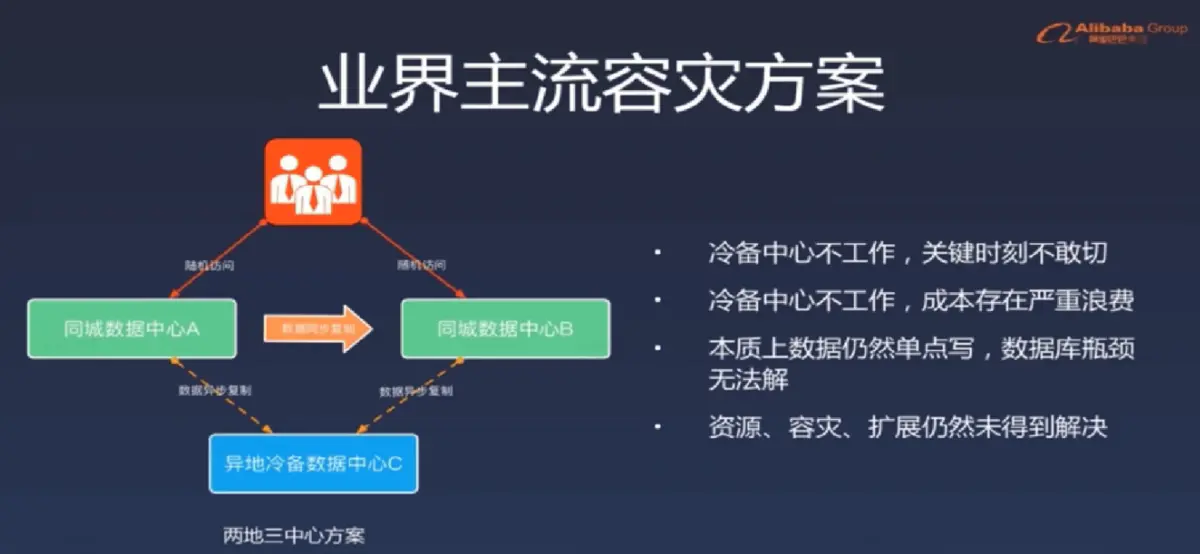 Alibaba Group
阿里巴巴集团
业界主流容灾方案
随机访问
随机访问
同城数据中心A
数据同步复制
同城数据中心B
数据异步复制
数据异步复制
异地冷备数据中心C
两地三中心方案
• 冷备中心不工作，关键时刻不敢切
• 冷备中心不工作，成本存在严重浪费
• 本质上数据仍然单点写，数据库瓶颈
无法解
• 资源、容灾、扩展仍然未得到解决